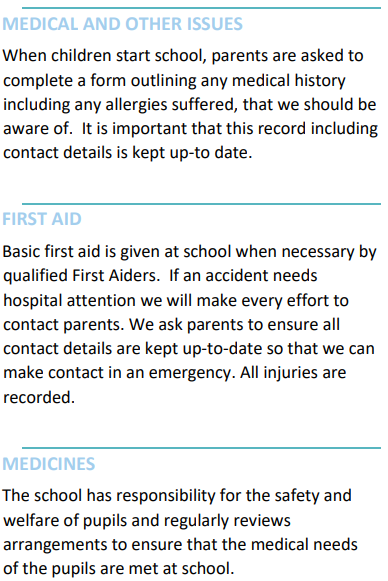 MEDICAL AND OTHER ISSUES
When children start school, parents are asked to
complete a form outlining any medical history
including any allergies suffered, that we should be
aware of.  It is important that this record including
contact details is kept up-to date.
FIRST AID
Basic first aid is given at school when necessary by
qualified First Aiders.  If an accident needs
hospital attention we will make every effort to
contact parents. We ask parents to ensure all
contact details are kept up-to-date so that we can
make contact in an emergency. All injuries are
recorded.
MEDICINES
The school has responsibility for the safety and
welfare of pupils and regularly reviews
arrangements to ensure that the medical needs
of the pupils are met at school.